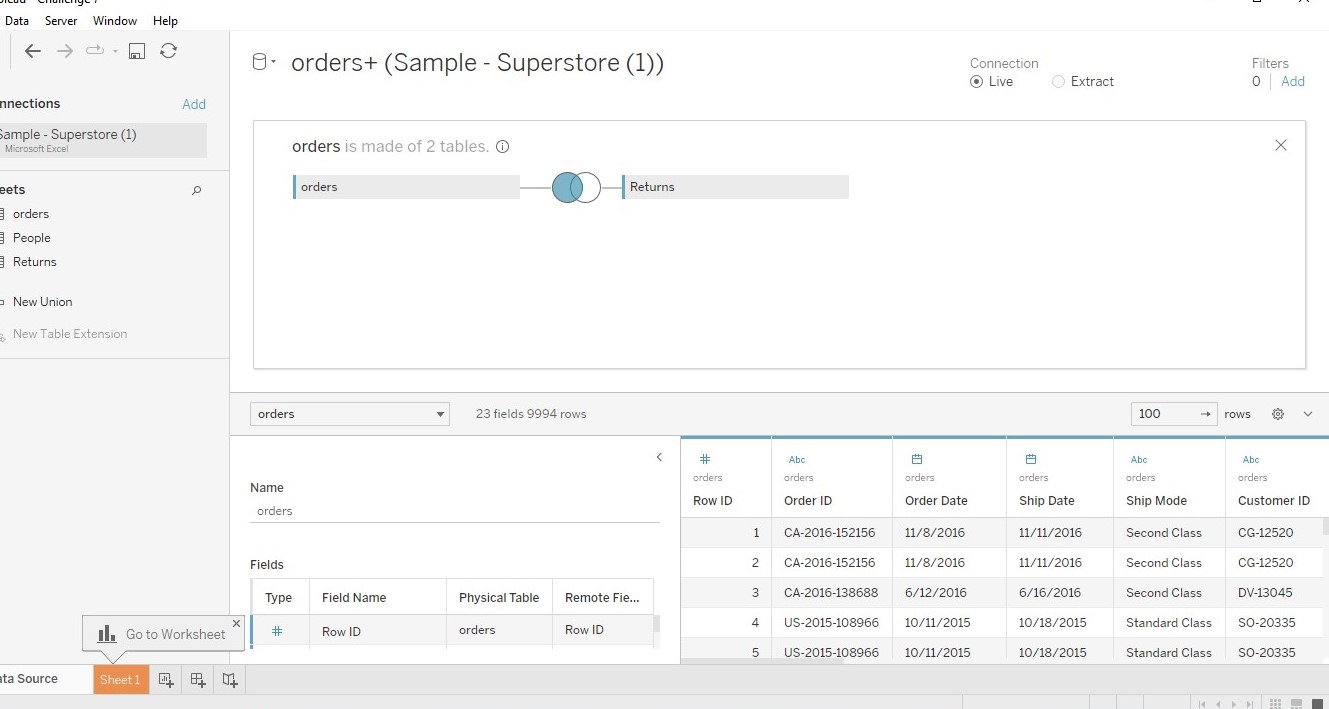 Challenge 7
Data Server Window Help
orders+ (Sample - Superstore (1))
Connection
Live Extract
Filters
0 Add
nnections Add
Sample - Superstore (1)
Microsoft Excel
eets
orders
People
Returns
New Union
New Table Extension
orders is made of 2 tables.
orders Returns
orders 23 fields 9994 rows 100 → rows
Name
orders
Fields
Type Field Name Physical Table Remote Fie...
# Row ID orders Row ID
# Abc Abc Abc
orders orders orders orders orders orders
Row ID Order ID Order Date Ship Date Ship Mode Customer ID
1 CA-2016-152156 11/8/2016 11/11/2016 Second Class CG-12520
2 CA-2016-152156 11/8/2016 11/11/2016 Second Class CG-12520
3 CA-2016-138688 6/12/2016 6/16/2016 Second Class DV-13045
4 US-2015-108966 10/11/2015 10/18/2015 Standard Class SO-20335
5 US-2015-108966 10/11/2015 10/18/2015 Standard Class SO-20335
Go to Worksheet
ata Source Sheet 1